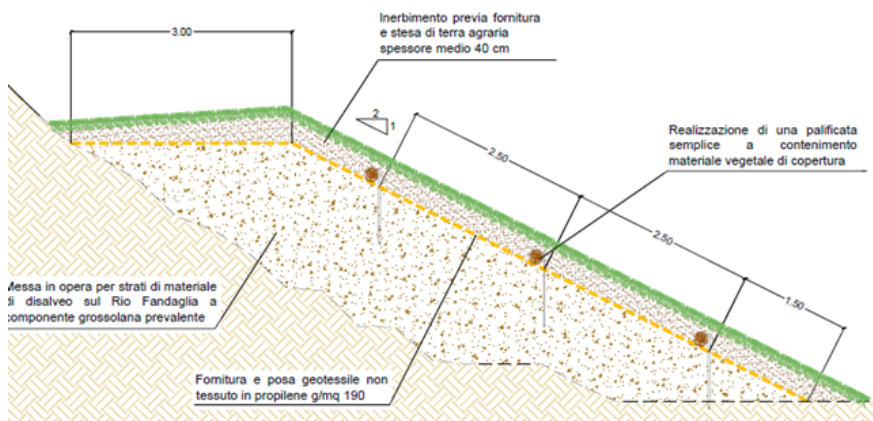 Inerbimento previa fornitura
e stesa di terra agraria
spessore medio 40 cm
3.00
2
1
Realizzazione di una palificata
semplice a contenimento
materiale vegetale di copertura
2.50
2.50
1.50
Messa in opera per strati di materiale
di disalveo sul Rio Fandaglia a
componente grossolana prevalente
Fornitura e posa geotessile non
tessuto in propilene g/mq 190